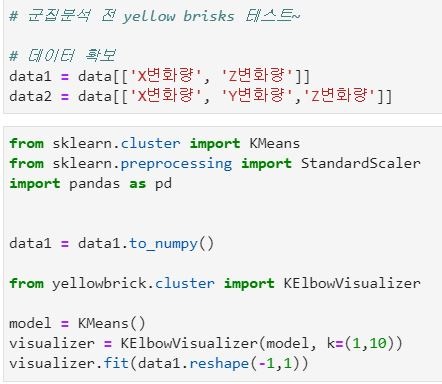 # 군집분석 전 yellow brisks 테스트~
# 데이터 확보
data1 = data[['X변화량', 'Z변화량']]
data2 = data[['X변화량', 'Y변화량','Z변화량']]
from sklearn.cluster import KMeans
from sklearn.preprocessing import StandardScaler
import pandas as pd
data1 = data1.to_numpy()
from yellowbrick.cluster import KElbowVisualizer
model = KMeans()
visualizer = KElbowVisualizer(model, k=(1,10))
visualizer.fit(data1.reshape(-1,1))